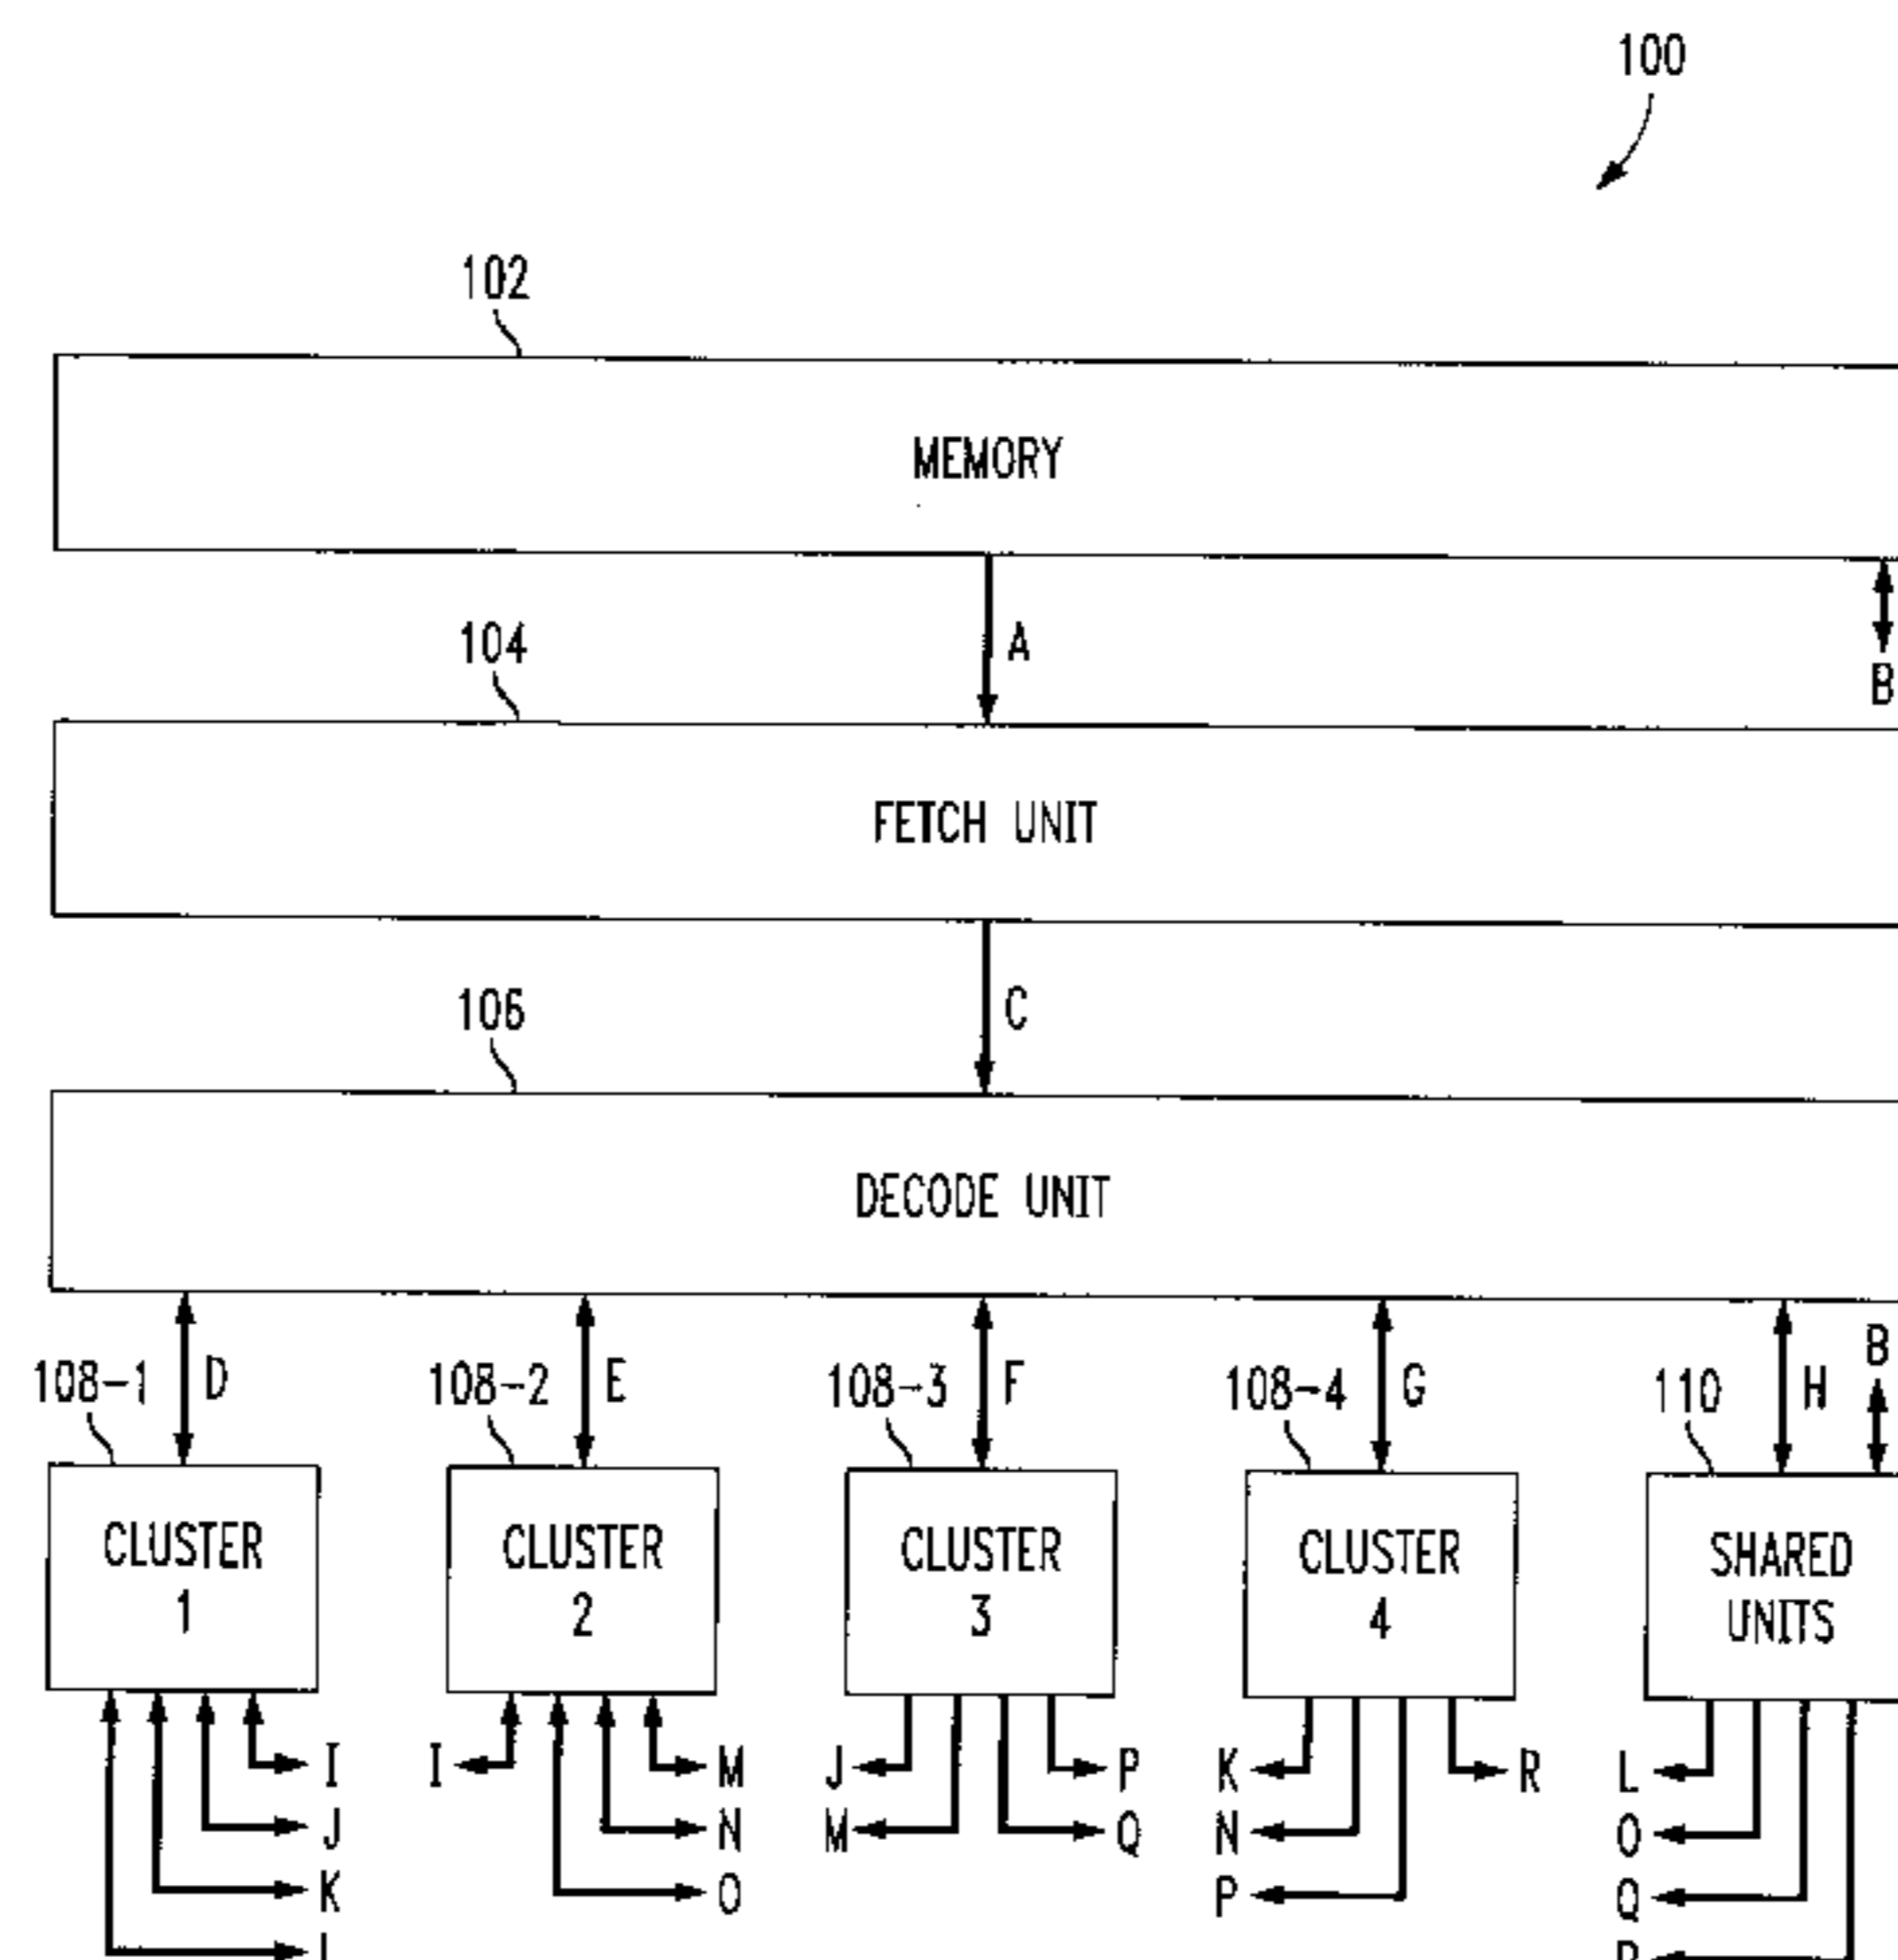 100
102
MEMORY
A
B
104
FETCH UNIT
C
106
DECODE UNIT
108-1
D
108-2
E
108-3
F
108-4
G
110
H
B
CLUSTER
1
CLUSTER
2
CLUSTER
3
CLUSTER
4
SHARED
UNITS
I
J
K
L
I
M
N
O
J
M
P
Q
K
N
P
R
L
O
Q